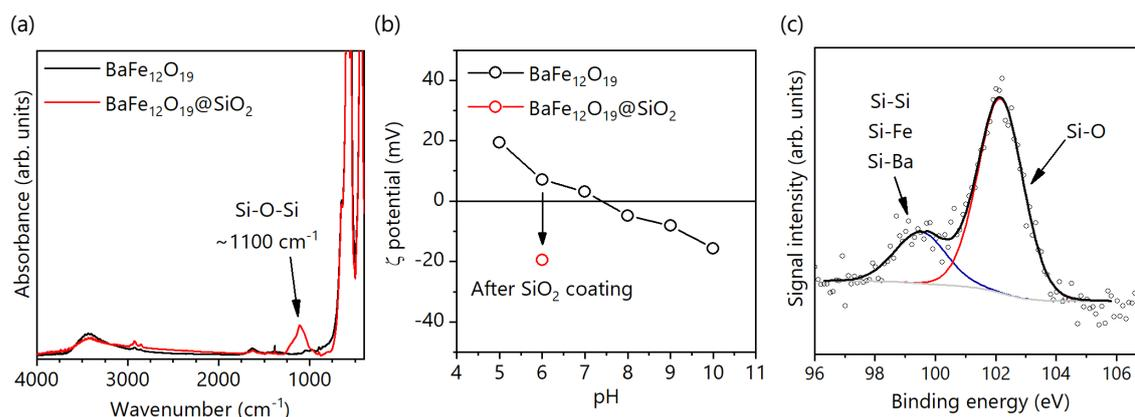 (a)
BaFe₁₂O₁₉
BaFe₁₂O₁₉@SiO₂
Si-O-Si
~1100 cm⁻¹
Absorbance (arb. units)
4000 3000 2000 1000
Wavenumber (cm⁻¹)
(b)
BaFe₁₂O₁₉
BaFe₁₂O₁₉@SiO₂
After SiO₂ coating
ζ potential (mV)
40
20
0
-20
-40
4 5 6 7 8 9 10 11
pH
(c)
Si-Si
Si-Fe
Si-Ba
Si-O
Signal intensity (arb. units)
96 98 100 102 104 106
Binding energy (eV)